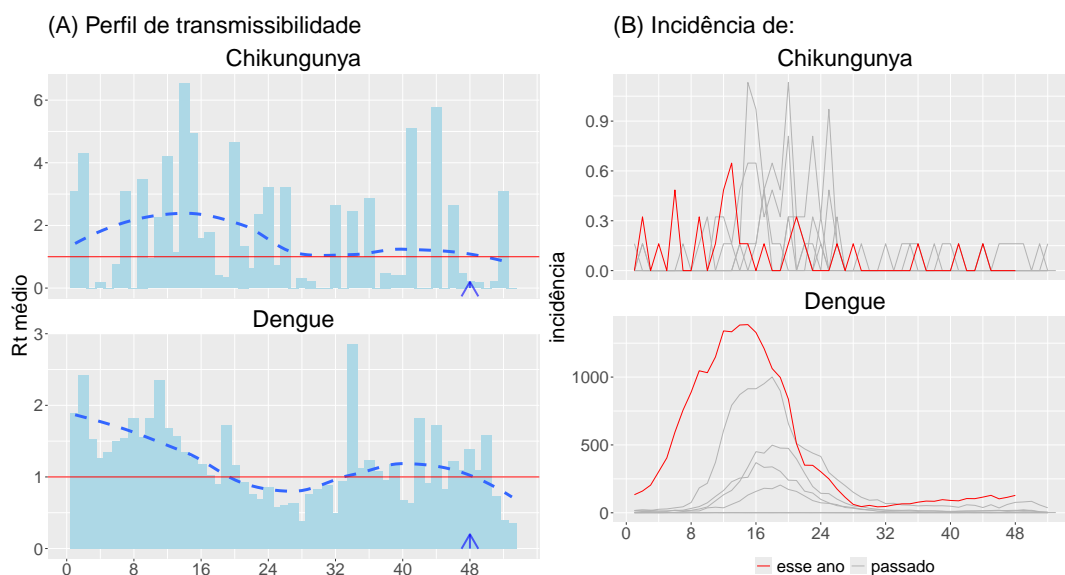 (A) Perfil de transmissibilidade
Chikungunya
6
4
2
0
Rt médio
Dengue
3
2
1
0
0 8 16 24 32 40 48
(B) Incidência de:
Chikungunya
0.9
0.6
0.3
0.0
incidência
Dengue
1000
500
0
0 8 16 24 32 40 48
esse ano passado